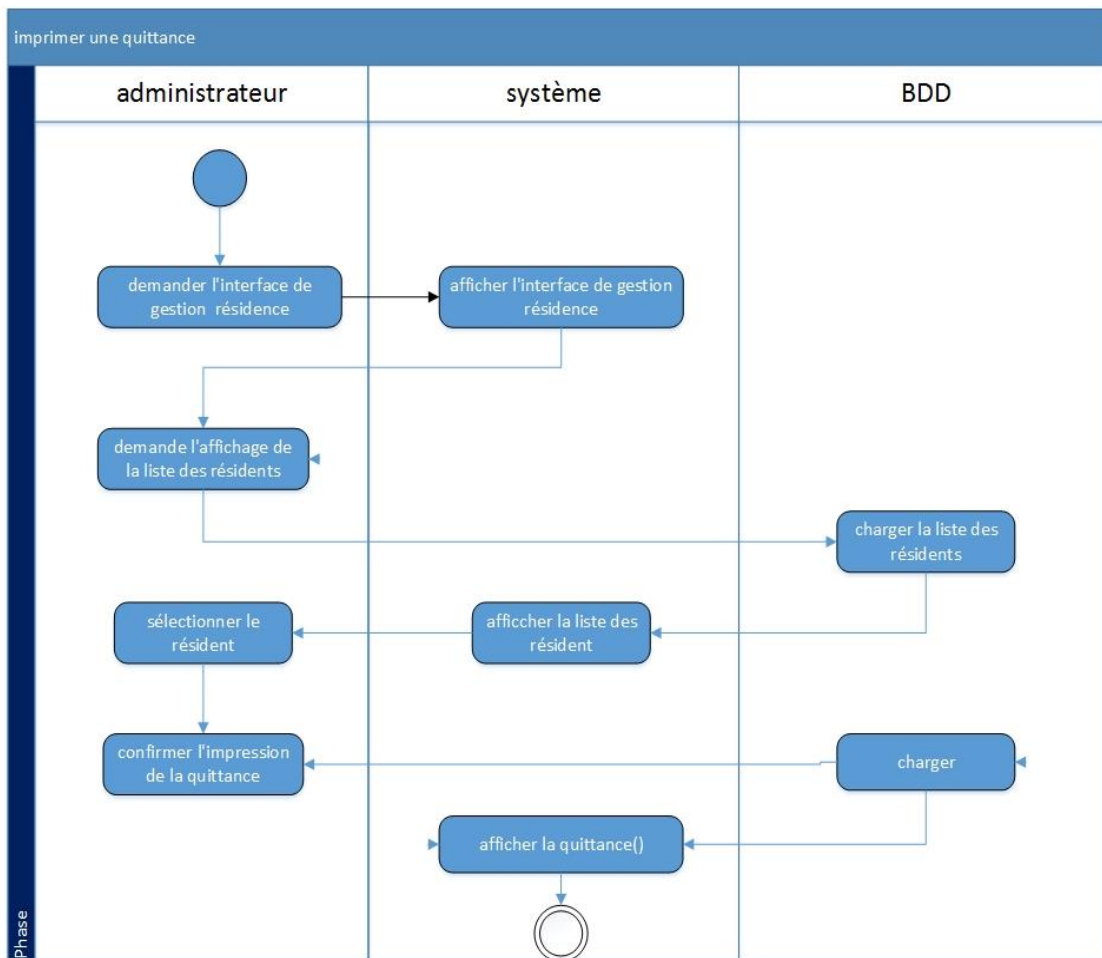 imprimer une quittance
administrateur
système
BDD
demander l'interface de
gestion résidence
afficher l'interface de gestion
résidence
demande l'affichage de
la liste des résidents
charger la liste des
résidents
sélectionner le
résident
afficcher la liste des
résident
confirmer l'impression
de la quittance
charger
afficher la quittance()
Phase